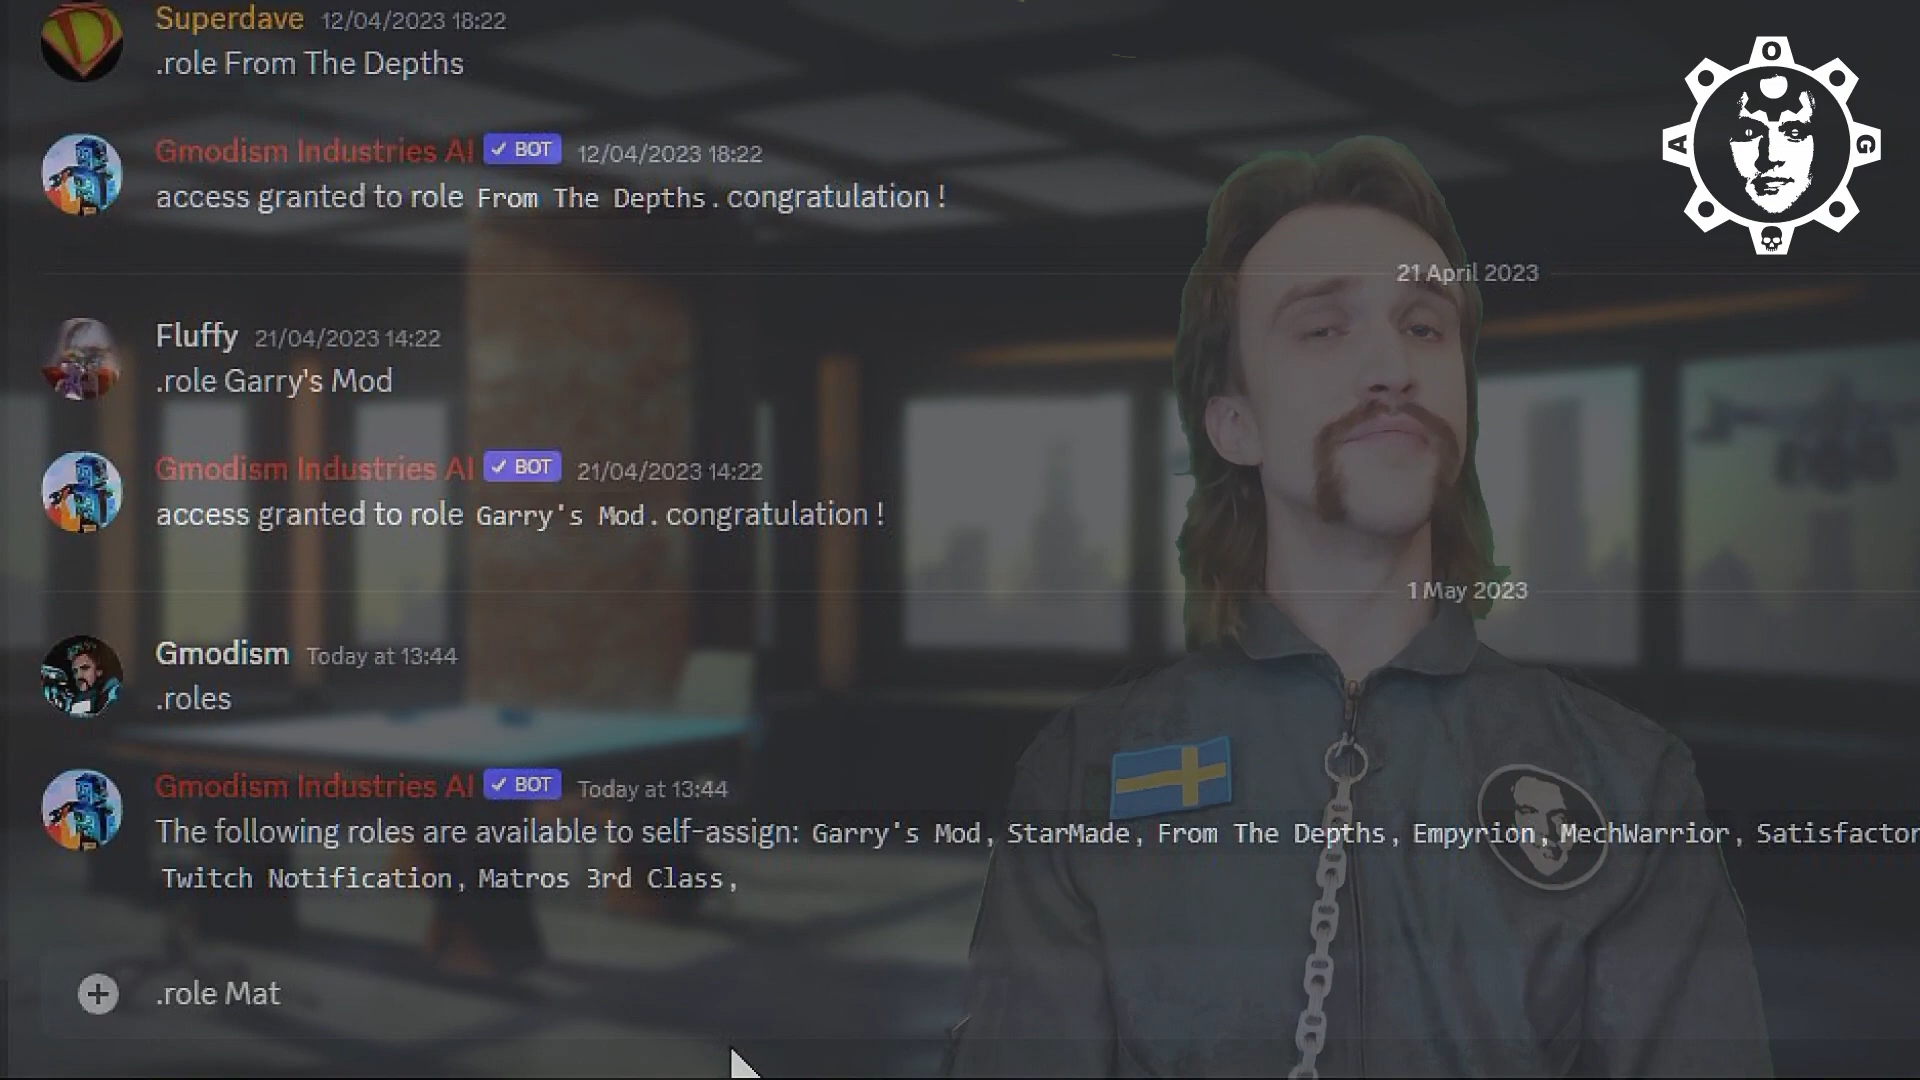 Superdave 12/04/2023 18:22
.role From The Depths
Gmodism Industries AI ✓ BOT 12/04/2023 18:22
access granted to role From The Depths. congratulation !
21 April 2023
Fluffy 21/04/2023 14:22
.role Garry's Mod
Gmodism Industries AI ✓ BOT 21/04/2023 14:22
access granted to role Garry's Mod. congratulation !
1 May 2023
Gmodism Today at 13:44
.roles
Gmodism Industries AI ✓ BOT Today at 13:44
The following roles are available to self-assign: Garry's Mod, StarMade, From The Depths, Empyrion, MechWarrior, Satisfactor
Twitch Notification, Matros 3rd Class,
.role Mat
A O G